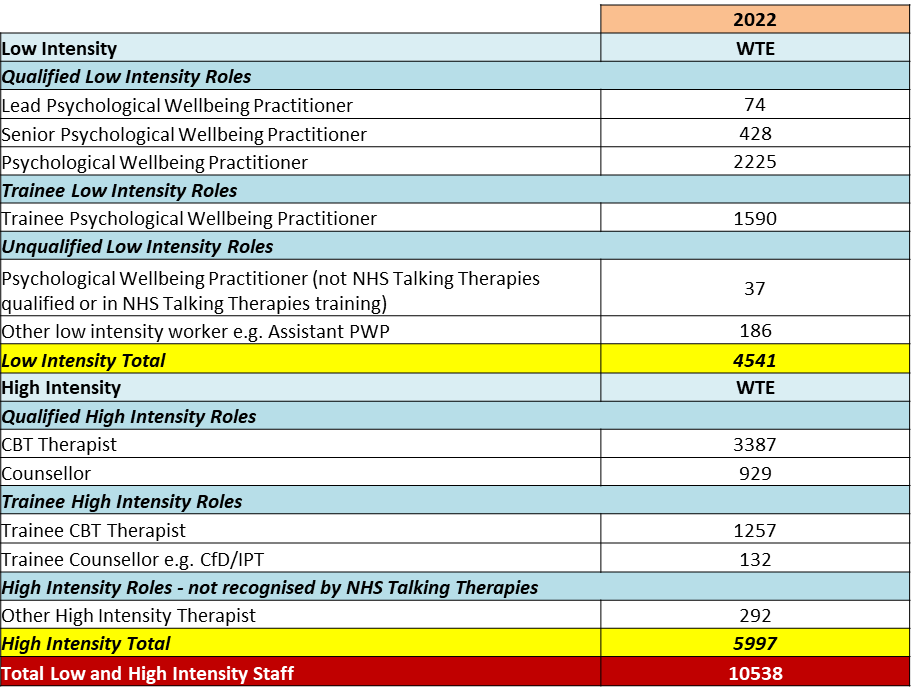 2022
Low Intensity WTE
Qualified Low Intensity Roles
Lead Psychological Wellbeing Practitioner 74
Senior Psychological Wellbeing Practitioner 428
Psychological Wellbeing Practitioner 2225
Trainee Low Intensity Roles
Trainee Psychological Wellbeing Practitioner 1590
Unqualified Low Intensity Roles
Psychological Wellbeing Practitioner (not NHS Talking Therapies
qualified or in NHS Talking Therapies training) 37
Other low intensity worker e.g. Assistant PWP 186
Low Intensity Total 4541
High Intensity WTE
Qualified High Intensity Roles
CBT Therapist 3387
Counsellor 929
Trainee High Intensity Roles
Trainee CBT Therapist 1257
Trainee Counsellor e.g. CfD/IPT 132
High Intensity Roles - not recognised by NHS Talking Therapies
Other High Intensity Therapist 292
High Intensity Total 5997
Total Low and High Intensity Staff 10538